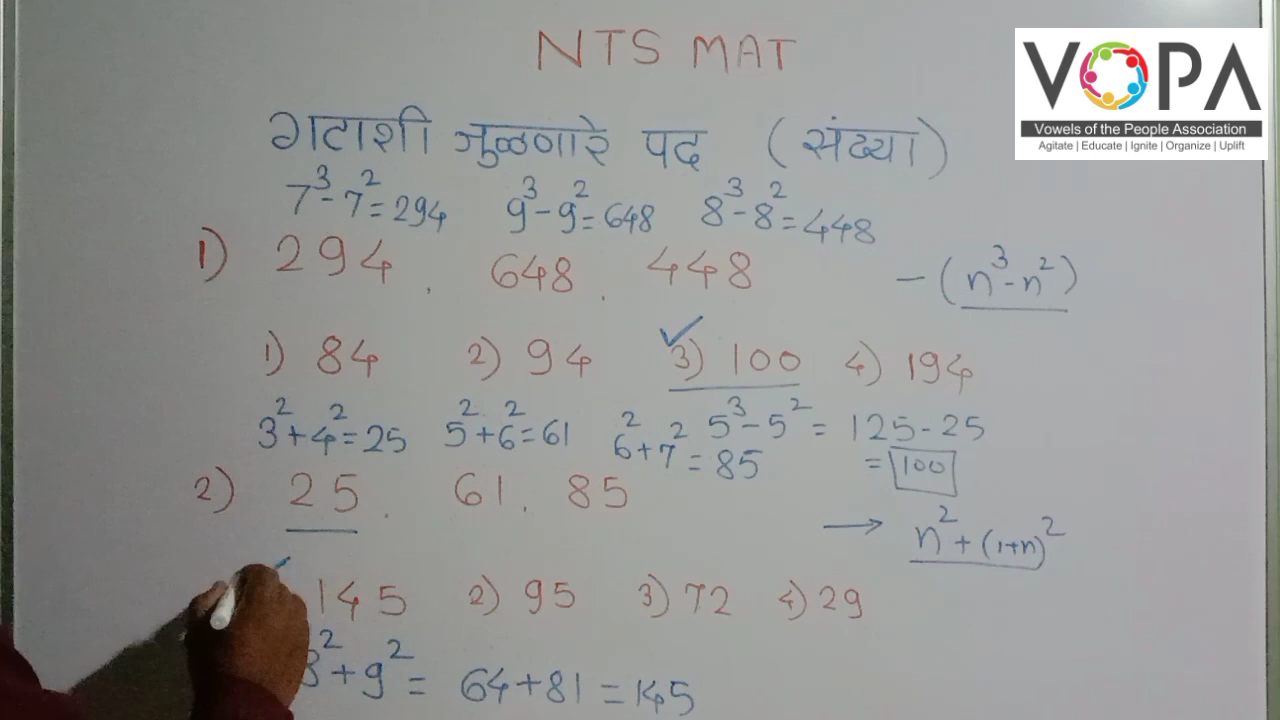 NTS MAT
VOPA
Vowels of the People Association
Agitate | Educate | Ignite | Organize | Uplift
गटाशी जुळणारे पद (संख्या)
7³-7²=294 9³-9²=648 8³-8²=448
1) 294 . 648 . 448 - (n³-n²)
1) 84 2) 94 3) 100 4) 194
3²+4²=25 5²+6²=61 6²+7²=85 5³-5² = 125-25
= 100
2) 25 . 61 . 85 → n²+(1+n)²
145 2) 95 3) 72 4) 29
8²+9² = 64+81=145